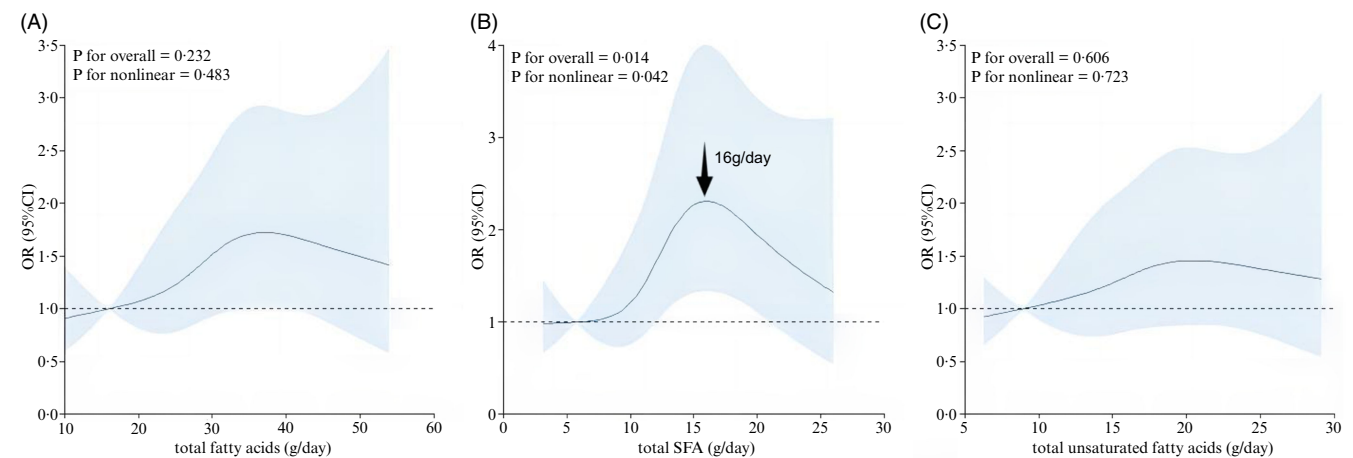 (A)
P for overall = 0·232
P for nonlinear = 0·483
OR (95%CI)
3·5
3·0
2·5
2·0
1·5
1·0
0·5
0·0
10
20
30
40
50
60
total fatty acids (g/day)
(B)
P for overall = 0·014
P for nonlinear = 0·042
16g/day
OR (95%CI)
4
3
2
1
0
0
5
10
15
20
25
30
total SFA (g/day)
(C)
P for overall = 0·606
P for nonlinear = 0·723
OR (95%CI)
3·5
3·0
2·5
2·0
1·5
1·0
0·5
0·0
5
10
15
20
25
30
total unsaturated fatty acids (g/day)